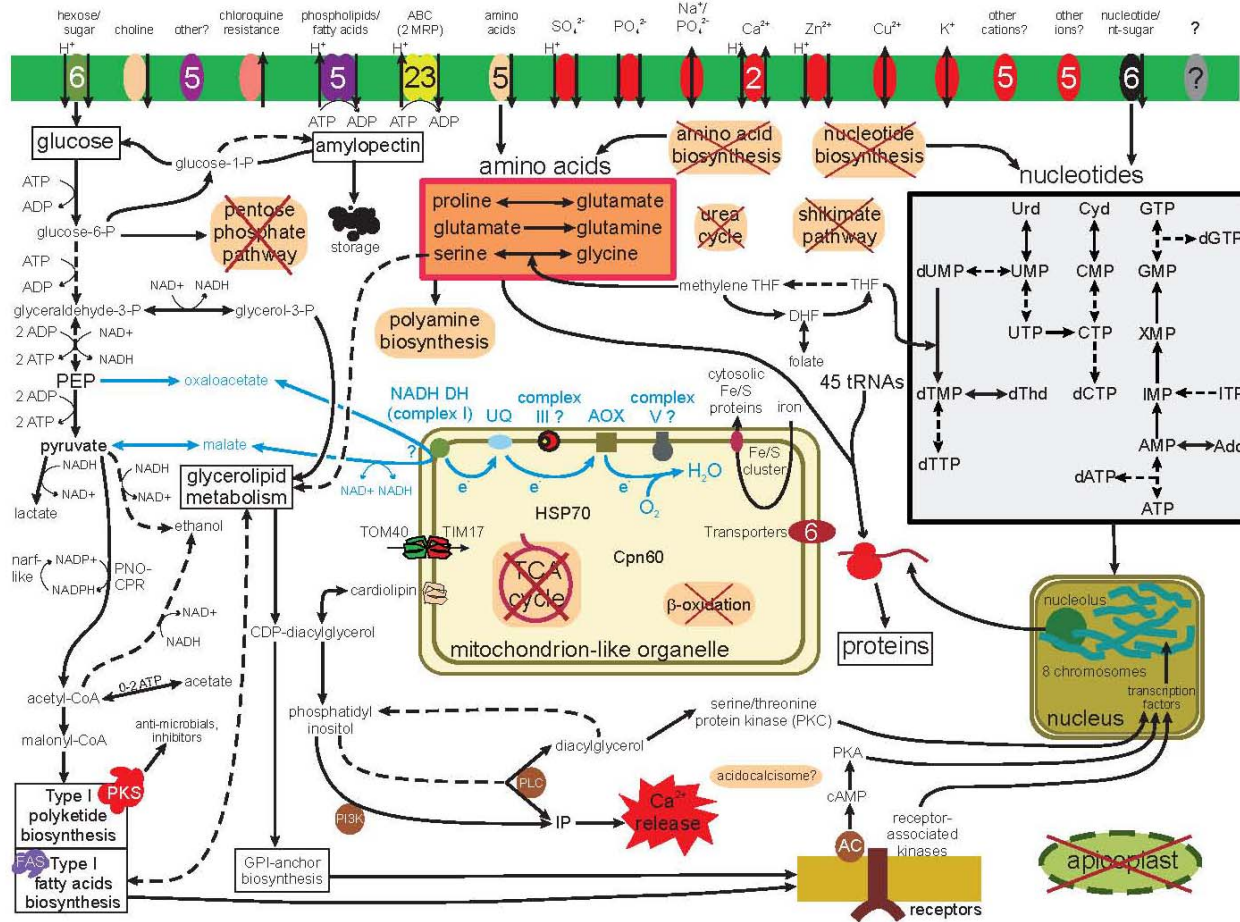 hexose/
sugar
choline
other?
chloroquine
resistance
phospholipids/
fatty acids
ABC
(2 MRP)
amino
acids
SO₄²⁻
PO₄²⁻
Na⁺/
PO₄²⁻
Ca²⁺
Zn²⁺
Cu²⁺
K⁺
other
cations?
other
ions?
nucleotide/
nt-sugar
?
H⁺
H⁺
H⁺
H⁺
H⁺
H⁺
6
5
5
23
5
2
5
5
6
?
ATP ADP
ATP ADP
glucose
glucose-1-P
amylopectin
storage
ATP
ADP
glucose-6-P
pentose
phosphate
pathway
ATP
ADP
glyceraldehyde-3-P
NAD+ NADH
glycerol-3-P
2 ADP
NAD+
2 ATP
NADH
PEP
oxaloacetate
2 ADP
2 ATP
pyruvate
malate
NADH
NAD+
lactate
NADH
NAD+
ethanol
glycerolipid
metabolism
narf-
like
NADP+
NADPH
PNO-
CPR
NAD+
NADH
acetyl-CoA
0-2 ATP
acetate
malonyl-CoA
anti-microbials,
inhibitors
PKS
Type I
polyketide
biosynthesis
FAS
Type I
fatty acids
biosynthesis
amino acids
proline glutamate
glutamate glutamine
serine glycine
polyamine
biosynthesis
amino acid
biosynthesis
nucleotide
biosynthesis
urea
cycle
shikimate
pathway
methylene THF
THF
DHF
folate
nucleotides
Urd
Cyd
GTP
dGTP
dUMP
UMP
CMP
GMP
UTP
CTP
XMP
dTMP
dThd
dCTP
IMP
ITP
AMP
Ado
dTTP
dATP
ATP
NADH DH
(complex I)
?
UQ
complex
III ?
AOX
complex
V ?
NAD+ NADH
e⁻
e⁻
e⁻
H₂O
O₂
cytosolic
Fe/S
proteins
iron
Fe/S
cluster
45 tRNAs
HSP70
Cpn60
TOM40
TIM17
Transporters
6
TCA
cycle
β-oxidation
cardiolipin
mitochondrion-like organelle
proteins
nucleolus
8 chromosomes
transcription
factors
nucleus
CDP-diacylglycerol
phosphatidyl
inositol
diacylglycerol
serine/threonine
protein kinase (PKC)
PLC
PI3K
IP
Ca²⁺
release
acidocalcisome?
PKA
cAMP
AC
receptor-
associated
kinases
receptors
GPI-anchor
biosynthesis
apicoplast